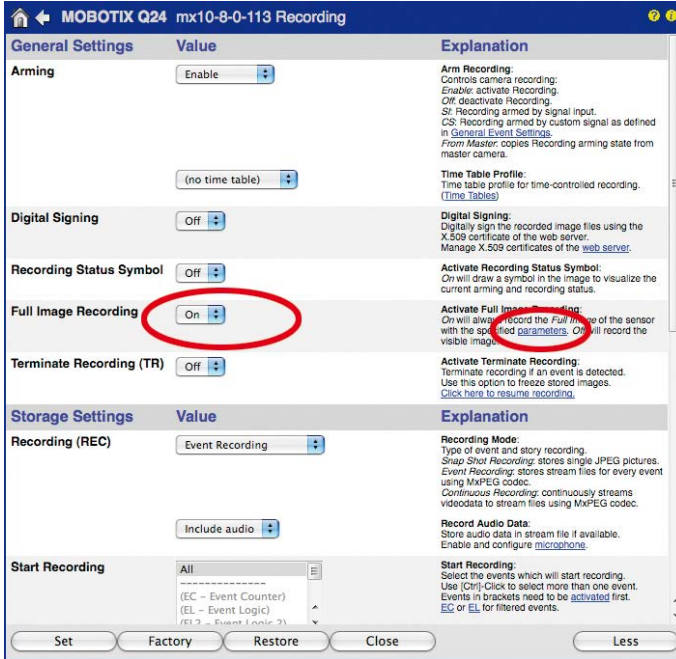 MOBOTIX Q24 mx10-8-0-113 Recording
General Settings Value Explanation
Arming
Enable
Arm Recording:
Controls camera recording:
Enable: activate Recording.
Off: deactivate Recording.
SI: Recording armed by signal input.
CS: Recording armed by custom signal as defined
in General Event Settings.
From Master: copies Recording arming state from
master camera.
(no time table)
Time Table Profile:
Time table profile for time-controlled recording.
(Time Tables)
Digital Signing
Off
Digital Signing:
Digitally sign the recorded image files using the
X.509 certificate of the web server.
Manage X.509 certificates of the web server.
Recording Status Symbol
Off
Activate Recording Status Symbol:
On will draw a symbol in the image to visualize the
current arming and recording status.
Full Image Recording
On
Activate Full Image Recording:
On will always record the Full Image of the sensor
with the specified parameters. Off will record the
visible image.
Terminate Recording (TR)
Off
Activate Terminate Recording:
Terminate recording if an event is detected.
Use this option to freeze stored images.
Click here to resume recording.
Storage Settings Value Explanation
Recording (REC)
Event Recording
Recording Mode:
Type of event and story recording.
Snap Shot Recording: stores single JPEG pictures.
Event Recording: stores stream files for every event
using MxPEG codec.
Continuous Recording: continuously streams
videodata to stream files using MxPEG codec.
Include audio
Record Audio Data:
Store audio data in stream file if available.
Enable and configure microphone.
Start Recording
All
--------------
(EC – Event Counter)
(EL – Event Logic)
(EL2 – Event Logic 2)
Start Recording:
Select the events which will start recording.
Use [Ctrl]-Click to select more than one event.
Events in brackets need to be activated first.
EC or EL for filtered events.
Set Factory Restore Close Less